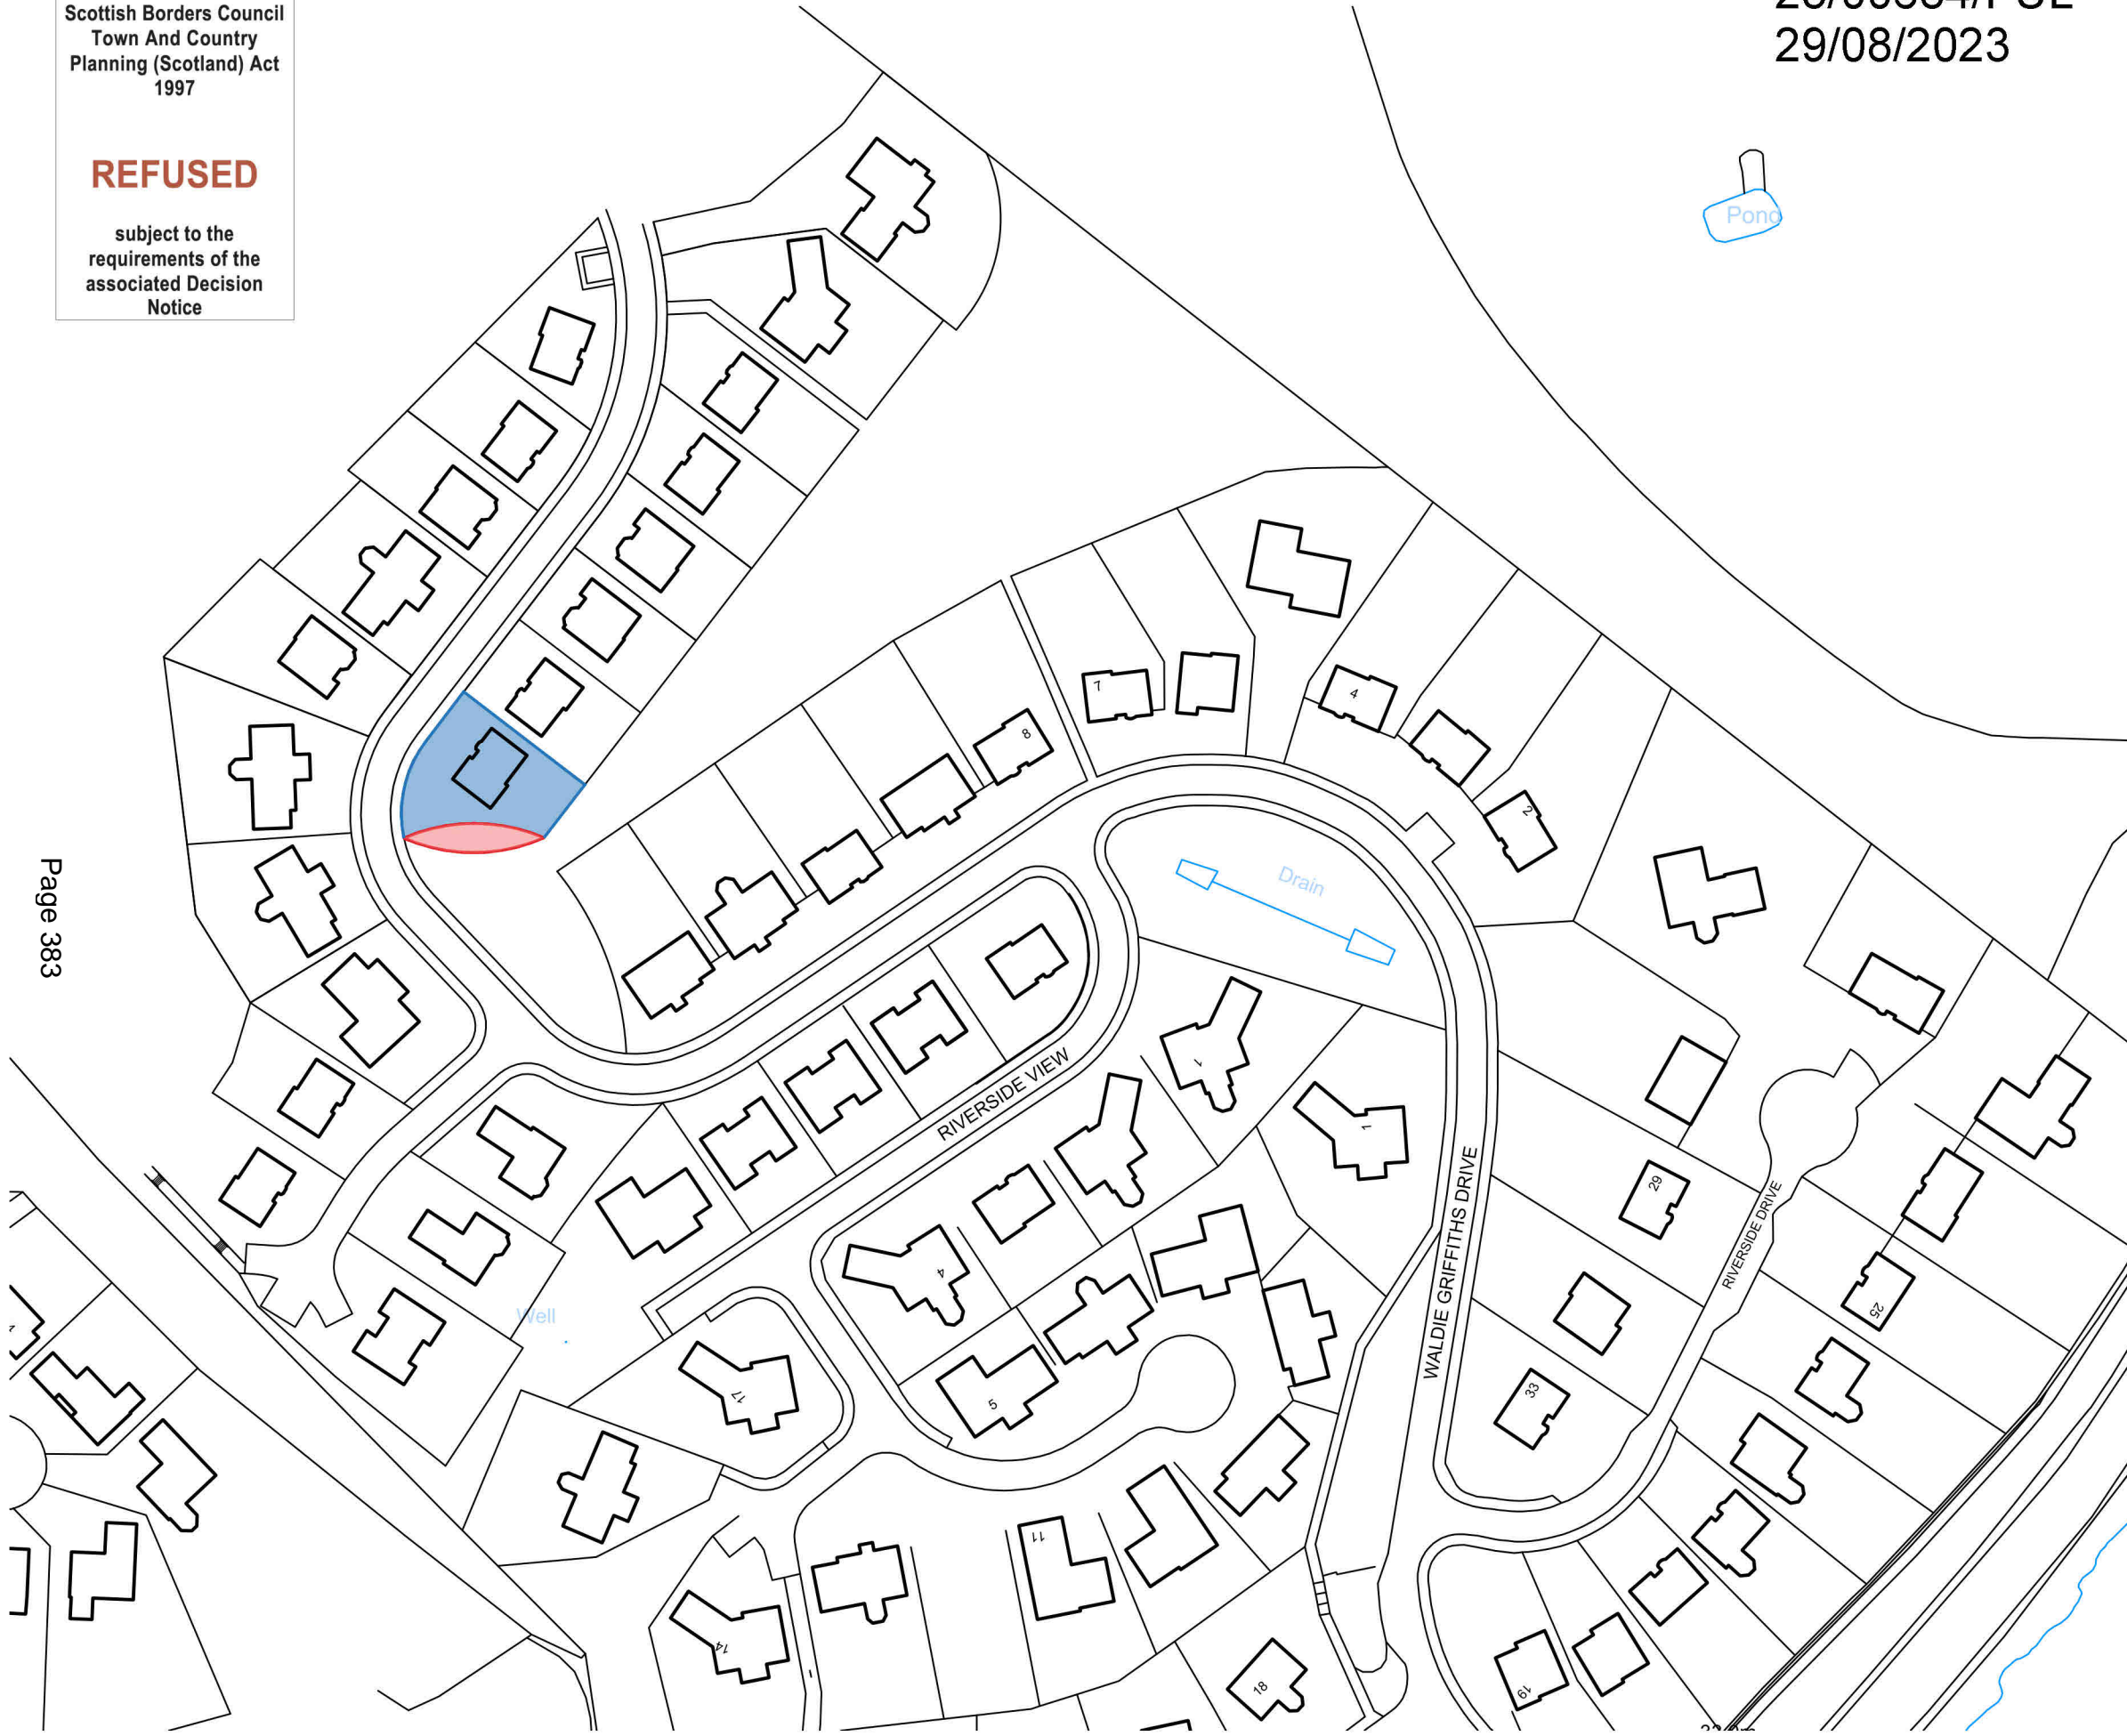 Scottish Borders Council
Town And Country
Planning (Scotland) Act
1997
REFUSED
subject to the
requirements of the
associated Decision
Notice
29/08/2023
Pond
Page 383
7
8
4
2
Drain
RIVERSIDE VIEW
1
1
WALDIE GRIFFITHS DRIVE
29
RIVERSIDE DRIVE
25
4
Well
17
5
33
11
14
18
19